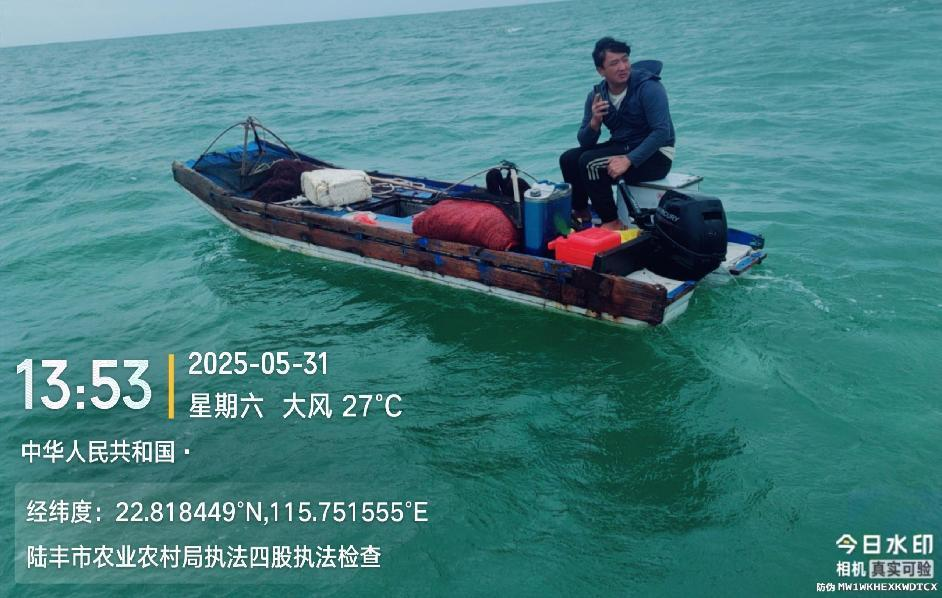 MERCURY
13:53
2025-05-31
星期六 大风 27℃
中华人民共和国·
经纬度：22.818449°N,115.751555°E
陆丰市农业农村局执法四股执法检查
今日水印
相机 真实可验
防伪 MW1WKHEXKWDTCX